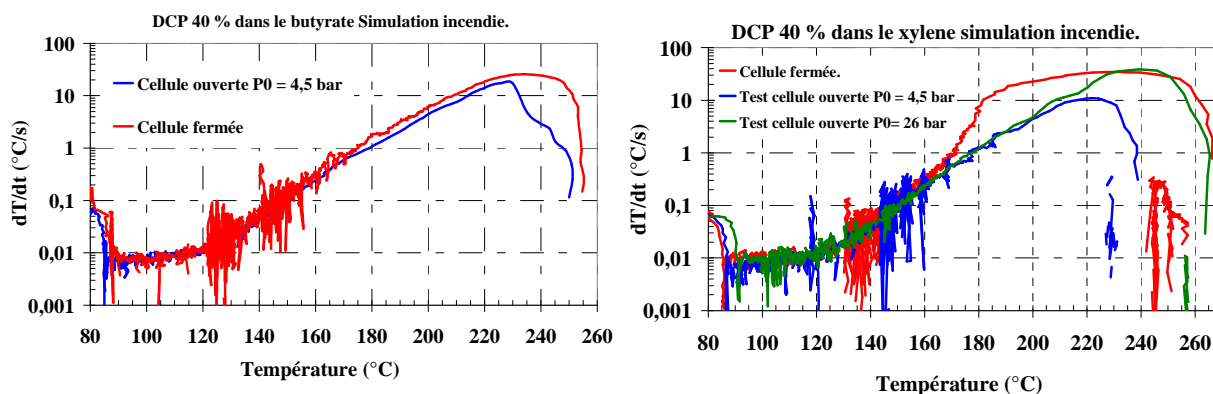 DCP 40 % dans le butyrate Simulation incendie.
100
10
1
0,1
0,01
0,001
dT/dt (°C/s)
Cellule ouverte P0 = 4,5 bar
Cellule fermée
80 100 120 140 160 180 200 220 240 260
Température (°C)
DCP 40 % dans le xylene simulation incendie.
100
10
1
0,1
0,01
0,001
dT/dt (°C/s)
Cellule fermée.
Test cellule ouverte P0 = 4,5 bar
Test cellule ouverte P0= 26 bar
80 100 120 140 160 180 200 220 240 260
Température (°C)